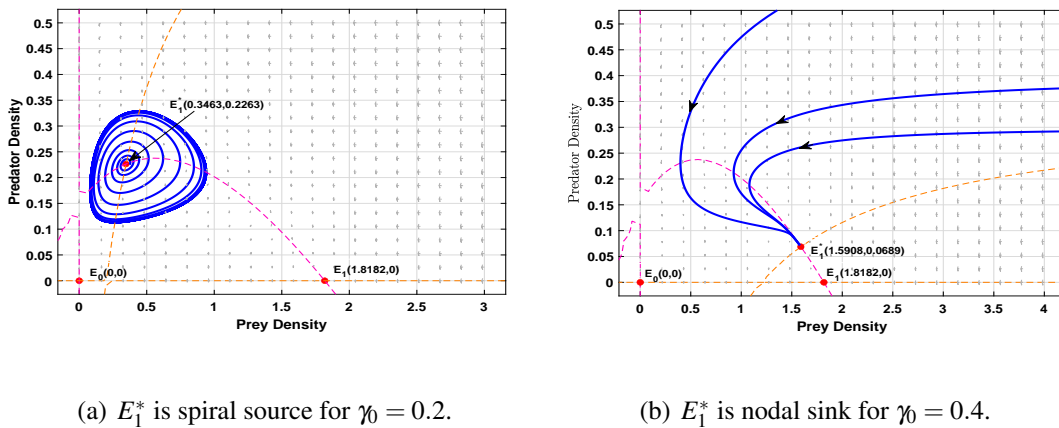 0.5
0.45
0.4
0.35
0.3
0.25
0.2
0.15
0.1
0.05
0
Predator Density
E*1(0.3463,0.2263)
E0(0,0)
E1(1.8182,0)
0 0.5 1 1.5 2 2.5 3
Prey Density
(a) E*1 is spiral source for γ0 = 0.2.
0.5
0.45
0.4
0.35
0.3
0.25
0.2
0.15
0.1
0.05
0
Predator Density
E*1(1.5908,0.0689)
E0(0,0)
E1(1.8182,0)
0 0.5 1 1.5 2 2.5 3 3.5 4
Prey Density
(b) E*1 is nodal sink for γ0 = 0.4.